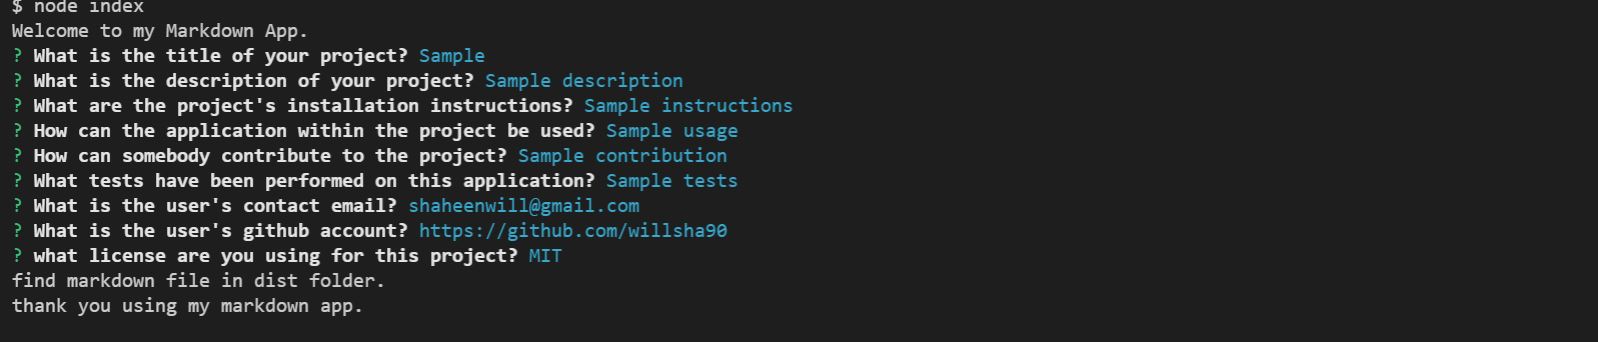 $ node index
Welcome to my Markdown App.
? What is the title of your project? Sample
? What is the description of your project? Sample description
? What are the project's installation instructions? Sample instructions
? How can the application within the project be used? Sample usage
? How can somebody contribute to the project? Sample contribution
? What tests have been performed on this application? Sample tests
? What is the user's contact email? shaheenwill@gmail.com
? What is the user's github account? https://github.com/willsha90
? what license are you using for this project? MIT
find markdown file in dist folder.
thank you using my markdown app.